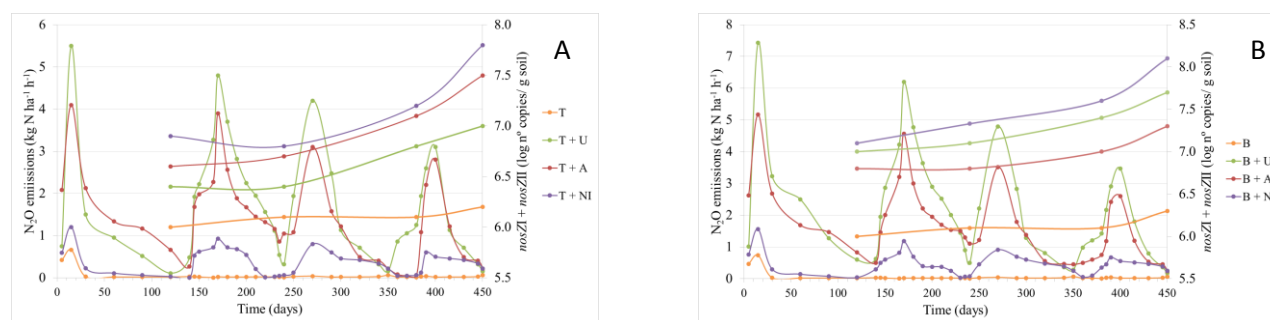 A
N₂O emiissions (kg N ha⁻¹ h⁻¹)
6
5
4
3
2
1
0
8.0
7.5
7.0
6.5
6.0
5.5
nosZI + nosZII (log nº copies/ g soil)
0 50 100 150 200 250 300 350 400 450
Time (days)
T
T + U
T + A
T + NI
B
N₂O emissions (kg N ha⁻¹ h⁻¹)
8
7
6
5
4
3
2
1
0
8.5
8.0
7.5
7.0
6.5
6.0
5.5
nosZI + nosZII (log nº copies/ g soil)
0 50 100 150 200 250 300 350 400 450
Time (days)
B
B + U
B + A
B + N